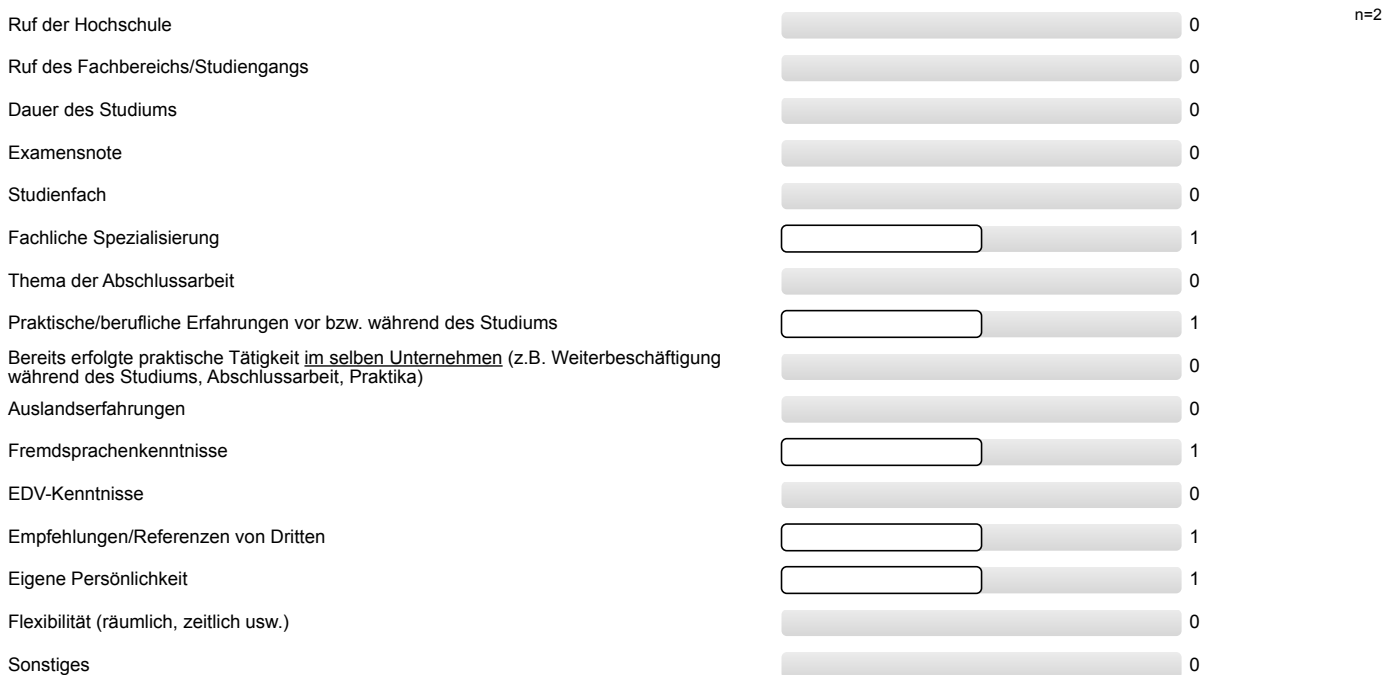 Ruf der Hochschule 0 n=2
Ruf des Fachbereichs/Studiengangs 0
Dauer des Studiums 0
Examensnote 0
Studienfach 0
Fachliche Spezialisierung 1
Thema der Abschlussarbeit 0
Praktische/berufliche Erfahrungen vor bzw. während des Studiums 1
Bereits erfolgte praktische Tätigkeit im selben Unternehmen (z.B. Weiterbeschäftigung
während des Studiums, Abschlussarbeit, Praktika) 0
Auslandserfahrungen 0
Fremdsprachenkenntnisse 1
EDV-Kenntnisse 0
Empfehlungen/Referenzen von Dritten 1
Eigene Persönlichkeit 1
Flexibilität (räumlich, zeitlich usw.) 0
Sonstiges 0